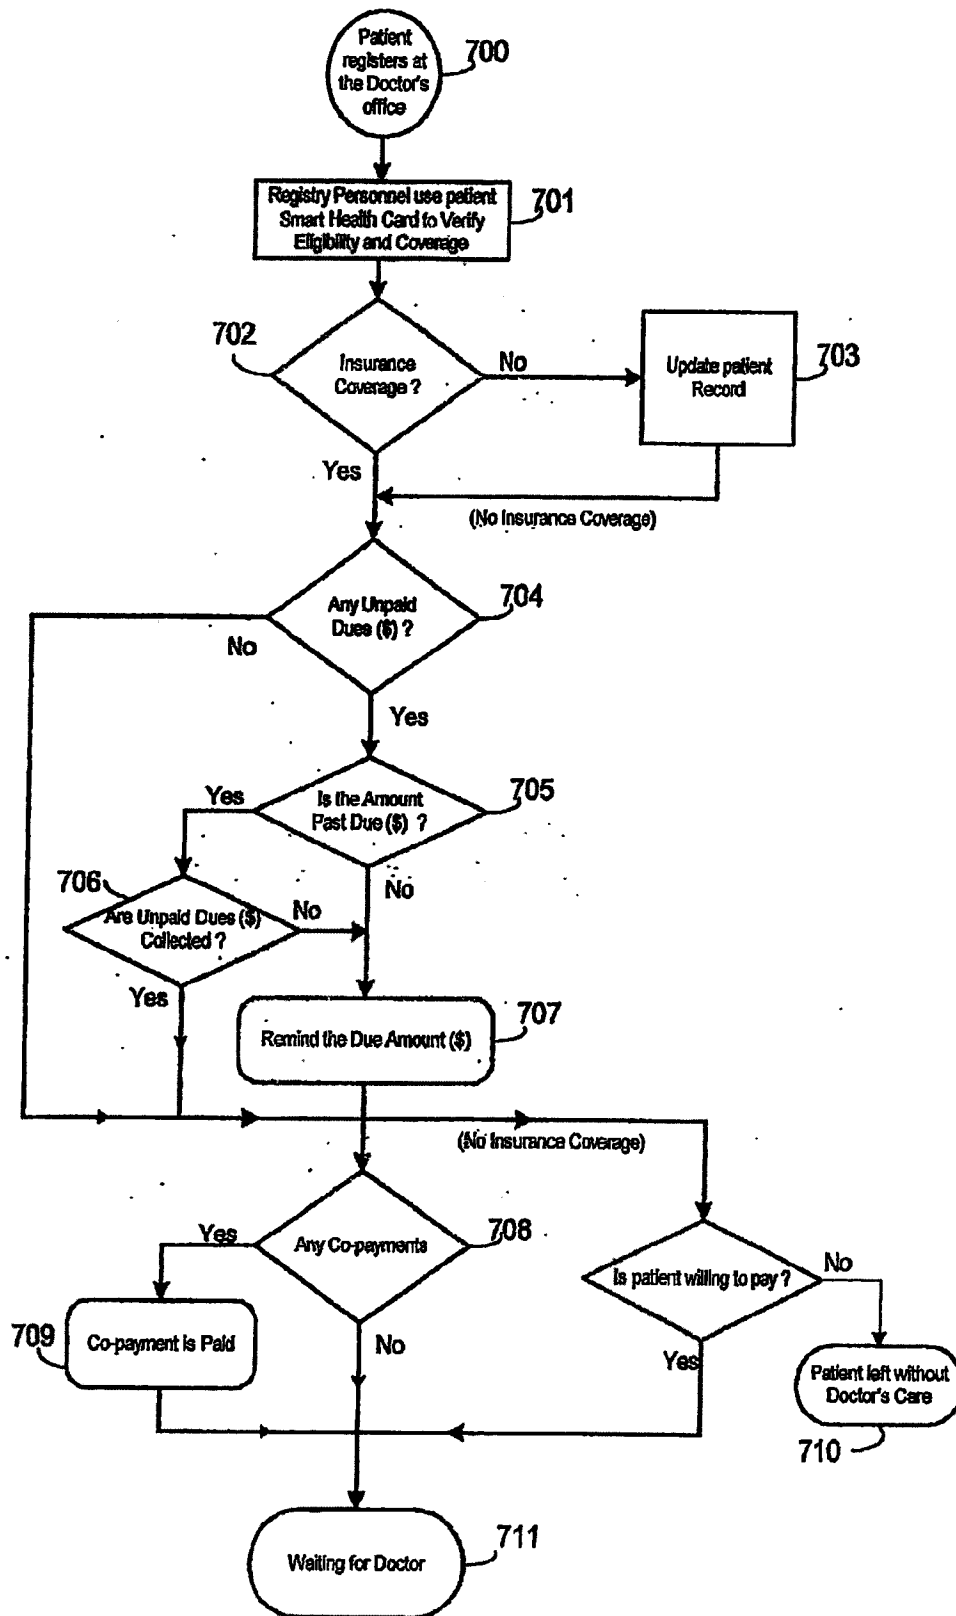 Patient
registers at
the Doctor's
office
700
Registry Personnel use patient
Smart Health Card to Verify
Eligibility and Coverage
701
702
Insurance
Coverage ?
No
Update patient
Record
703
Yes
(No Insurance Coverage)
Any Unpaid
Dues ($) ?
704
No
Yes
Yes
Is the Amount
Past Due ($) ?
705
706
Are Unpaid Dues ($)
Collected ?
No
No
Yes
Remind the Due Amount ($)
707
(No Insurance Coverage)
Yes
Any Co-payments
708
Is patient willing to pay ?
No
709
Co-payment is Paid
No
Yes
Patient left without
Doctor's Care
710
Waiting for Doctor
711